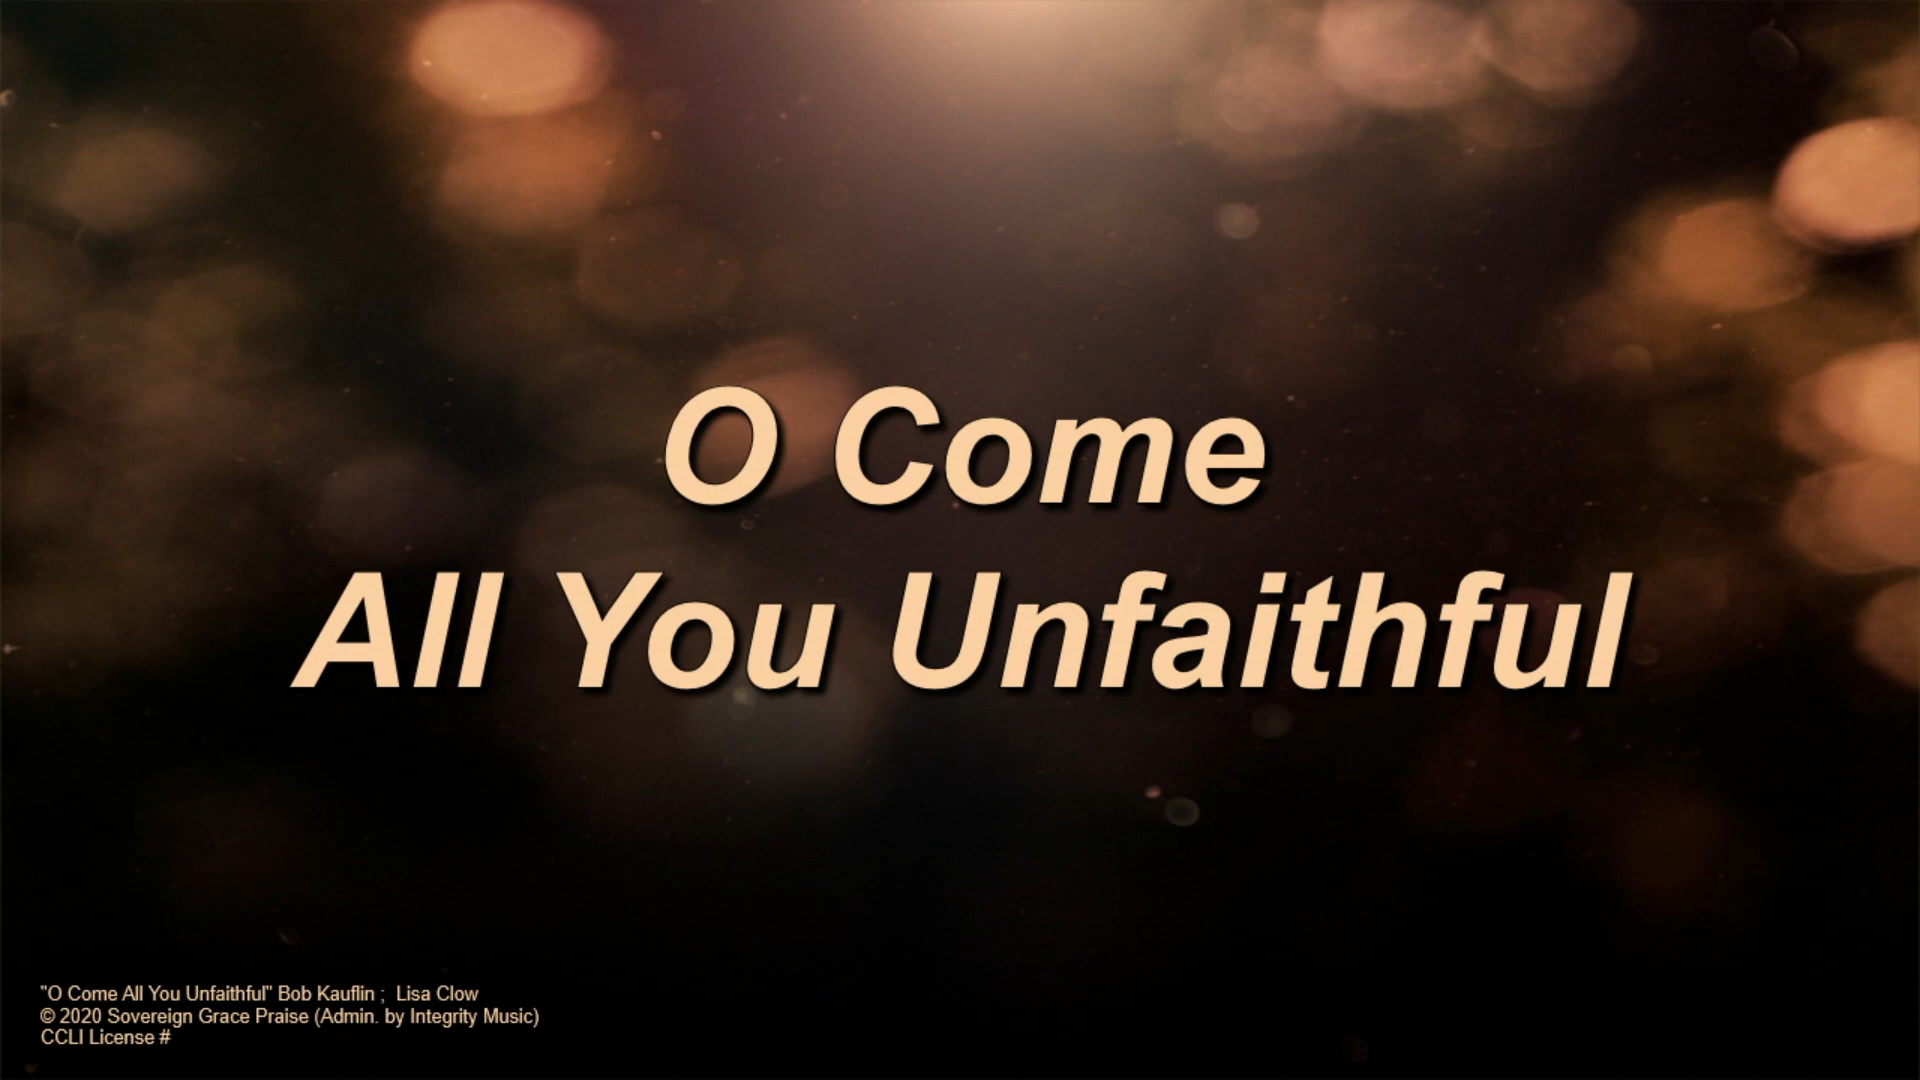 O Come
All You Unfaithful
"O Come All You Unfaithful" Bob Kauflin ;  Lisa Clow
© 2020 Sovereign Grace Praise (Admin. by Integrity Music)
CCLI License #